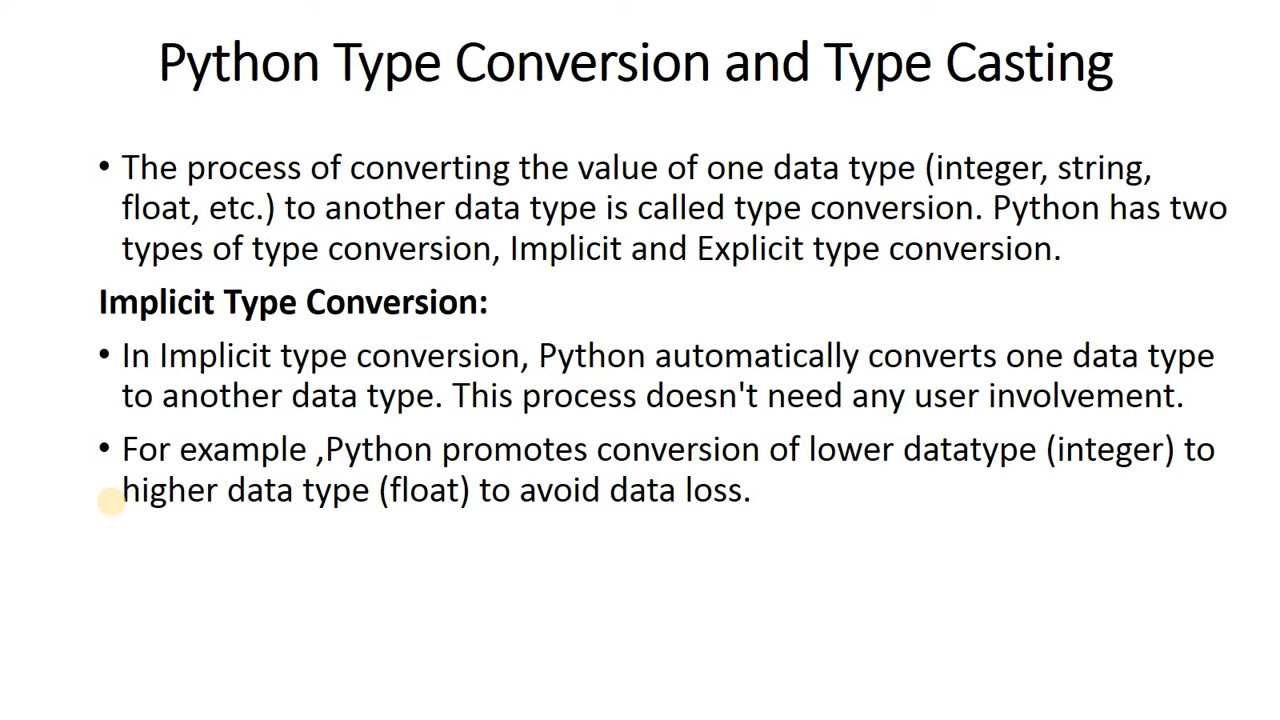 Python Type Conversion and Type Casting
• The process of converting the value of one data type (integer, string,
float, etc.) to another data type is called type conversion. Python has two
types of type conversion, Implicit and Explicit type conversion.
Implicit Type Conversion:
• In Implicit type conversion, Python automatically converts one data type
to another data type. This process doesn't need any user involvement.
• For example ,Python promotes conversion of lower datatype (integer) to
higher data type (float) to avoid data loss.